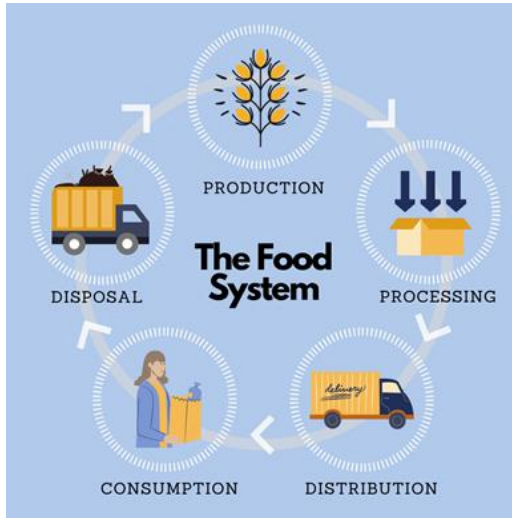 PRODUCTION
DISPOSAL
The Food
System
PROCESSING
delivery
CONSUMPTION
DISTRIBUTION